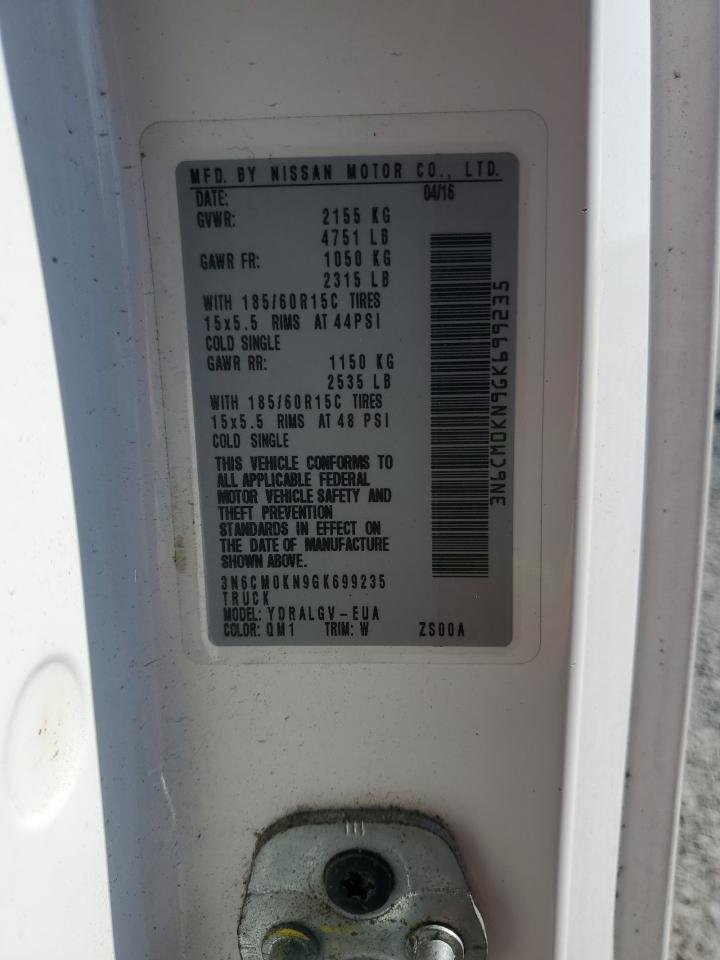 MFD. BY NISSAN MOTOR CO., LTD.
DATE: 04/16
GVWR: 2155 KG
4751 LB
GAWR FR: 1050 KG
2315 LB
WITH 185/60R15C TIRES
15x5.5 RIMS AT 44PSI
COLD SINGLE
GAWR RR: 1150 KG
2535 LB
WITH 185/60R15C TIRES
15x5.5 RIMS AT 48 PSI
COLD SINGLE
THIS VEHICLE CONFORMS TO
ALL APPLICABLE FEDERAL
MOTOR VEHICLE SAFETY AND
THEFT PREVENTION
STANDARDS IN EFFECT ON
THE DATE OF MANUFACTURE
SHOWN ABOVE.
3N6CM0KN9GK699235
TRUCK
MODEL: YDRALGV-EUA
COLOR: QM1 TRIM: W ZS00A
3N6CM0KN9GK699235